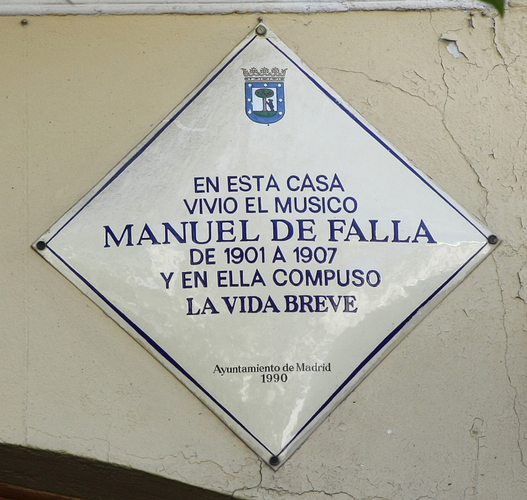 EN ESTA CASA
VIVIO EL MUSICO
MANUEL DE FALLA
DE 1901 A 1907
Y EN ELLA COMPUSO
LA VIDA BREVE
Ayuntamiento de Madrid
1990